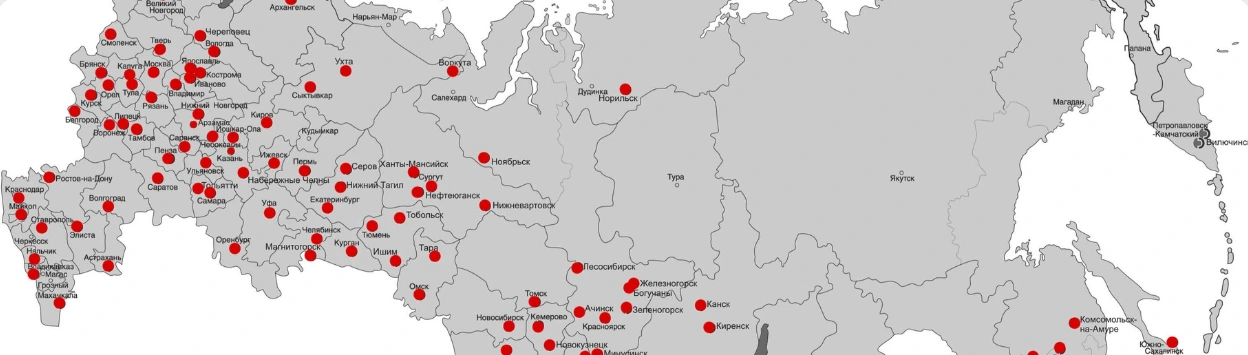 Великий
Новгород
Архангельск
Нарьян-Мар
Смоленск
Тверь
Череповец
Вологда
Ухта
Воркута
Палана
Брянск
Калуга
Москва
Ярославль
Кострома
Иваново
Орел
Тула
Владимир
Рязань
Сыктывкар
Салехард
Дудинка
Норильск
Магадан
Курск
Нижний Новгород
Белгород
Липецк
Воронеж
Тамбов
Арзамас
Киров
Йошкар-Ола
Кудымкар
Саранск
Чебоксары
Петропавловск
-Камчатский
Вилючинск
Пенза
Казань
Ижевск
Пермь
Серов
Ханты-Мансийск
Ноябрьск
Ульяновск
Набережные Челны
Сургут
Тура
Якутск
Ростов-на-Дону
Краснодар
Саратов
Тольятти
Самара
Нижний Тагил
Нефтеюганск
Екатеринбург
Нижневартовск
Майкоп
Волгоград
Уфа
Тобольск
Ставрополь
Элиста
Тюмень
Черкесск
Оренбург
Челябинск
Магнитогорск
Курган
Ишим
Тара
Нальчик
Астрахань
Владикавказ
Магас
Грозный
Махачкала
Омск
Лесосибирск
Железногорск
Богучаны
Томск
Ачинск
Зеленогорск
Канск
Новосибирск
Кемерово
Красноярск
Киренск
Комсомольск-
на-Амуре
Новокузнецк
Южно-
Сахалинск